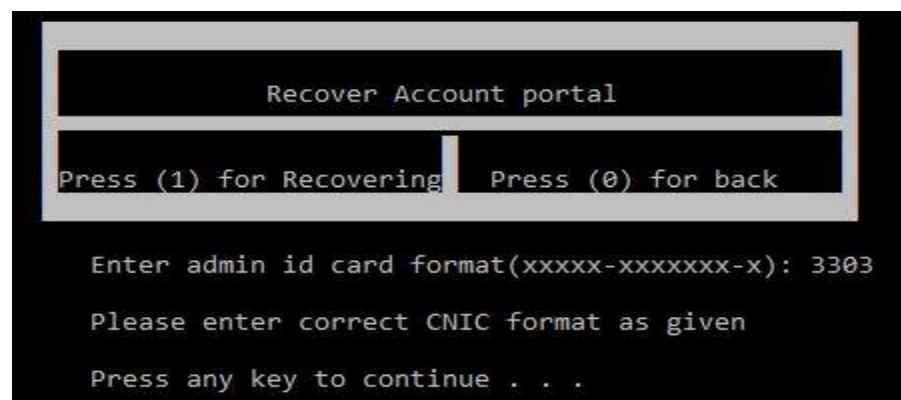 Recover Account portal
Press (1) for Recovering Press (0) for back
Enter admin id card format(xxxxx-xxxxxxx-x): 3303
Please enter correct CNIC format as given
Press any key to continue . . .